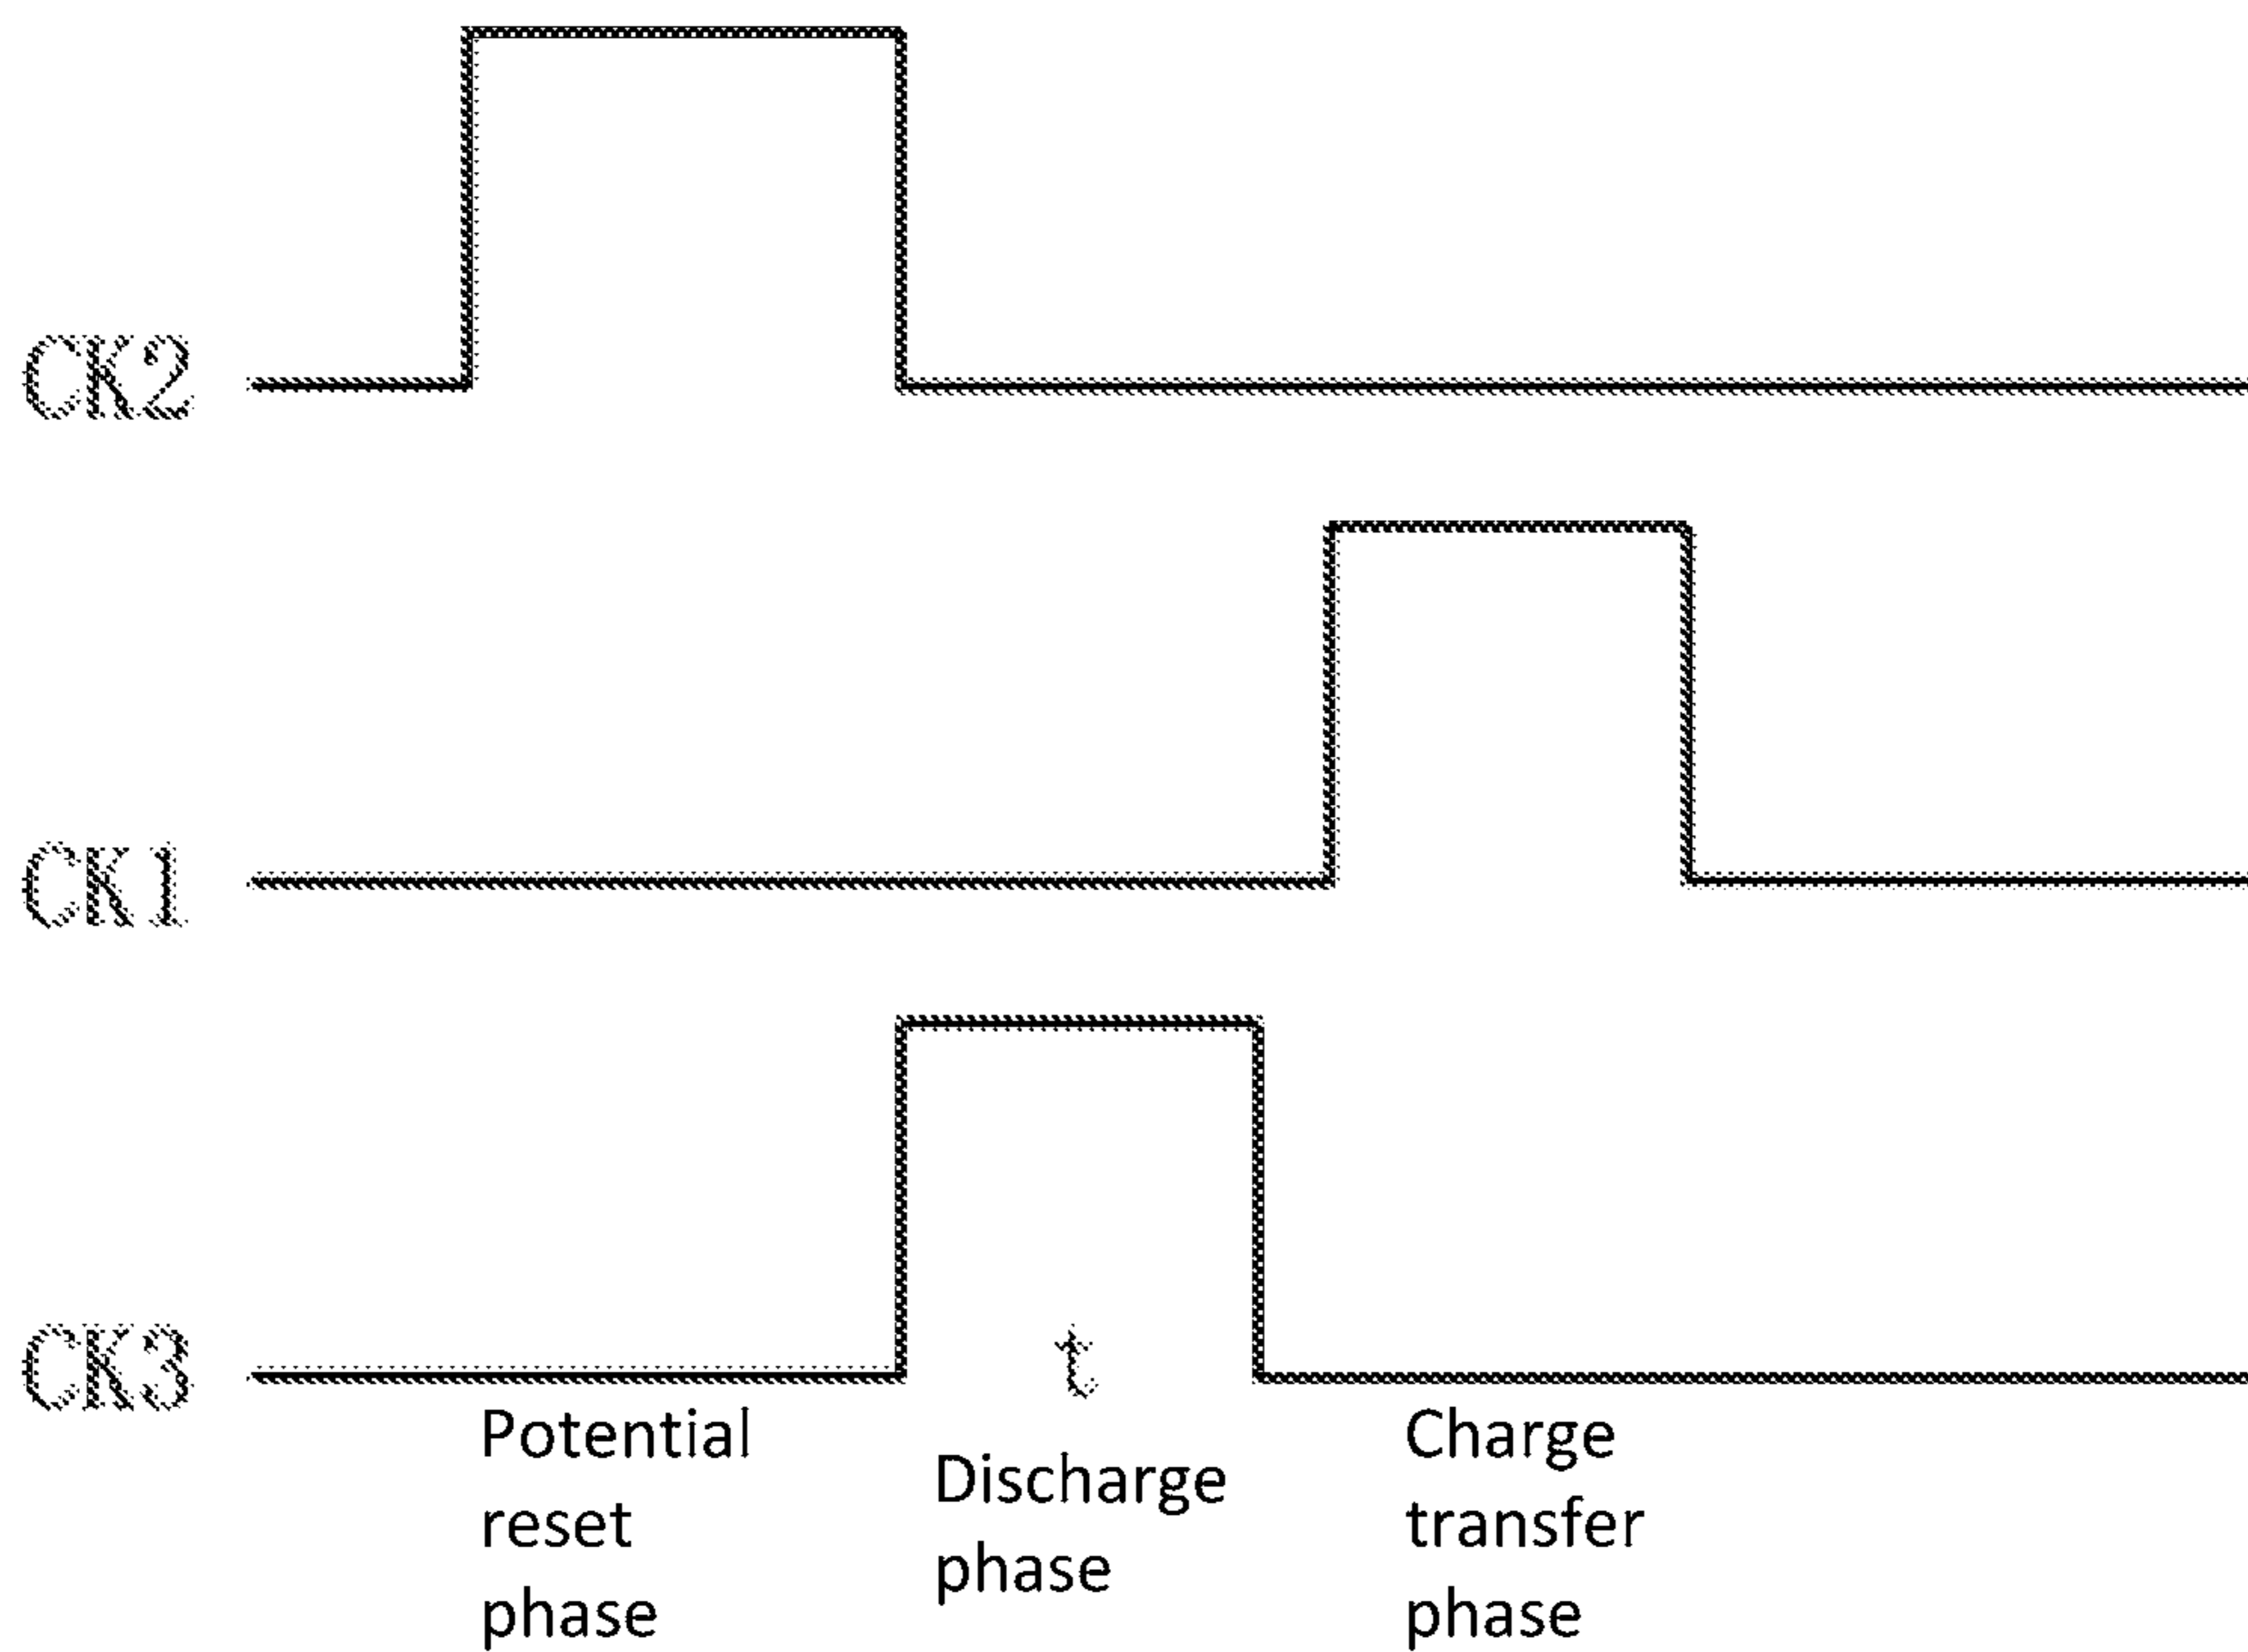 CK2
CK1
CK3
t
Potential
reset
phase
Discharge
phase
Charge
transfer
phase